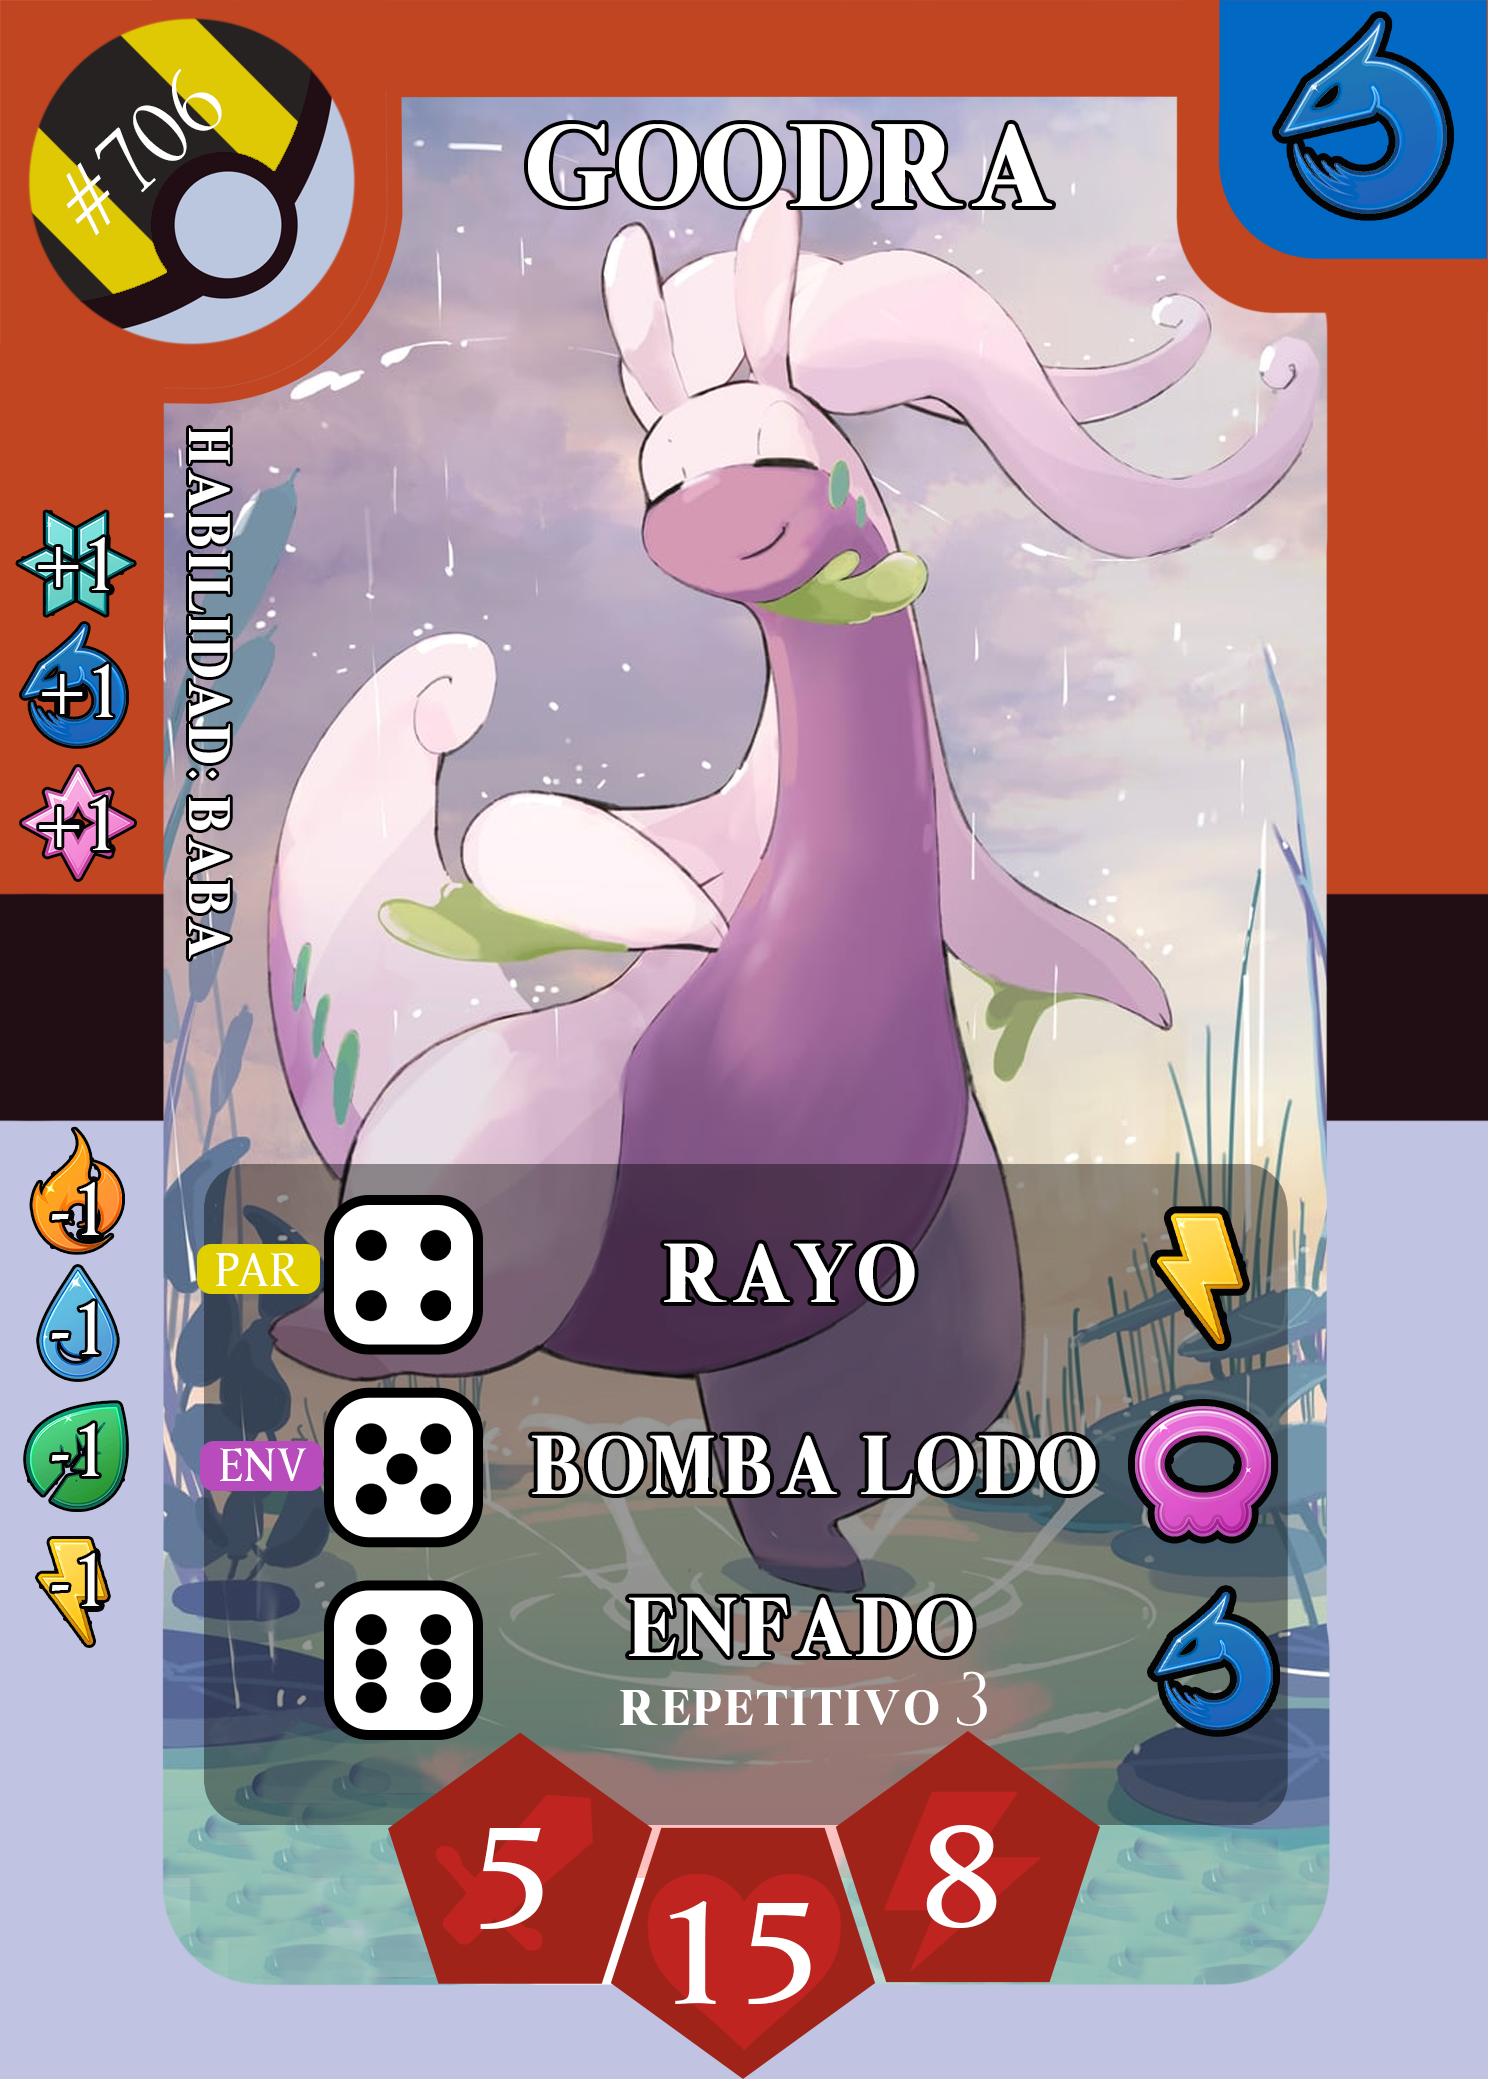 #706
GOODRA
HABILIDAD: BABA
+1
+1
+1
-1
-1
-1
-1
PAR
RAYO
ENV
BOMBA LODO
ENFADO
REPETITIVO 3
5
15
8